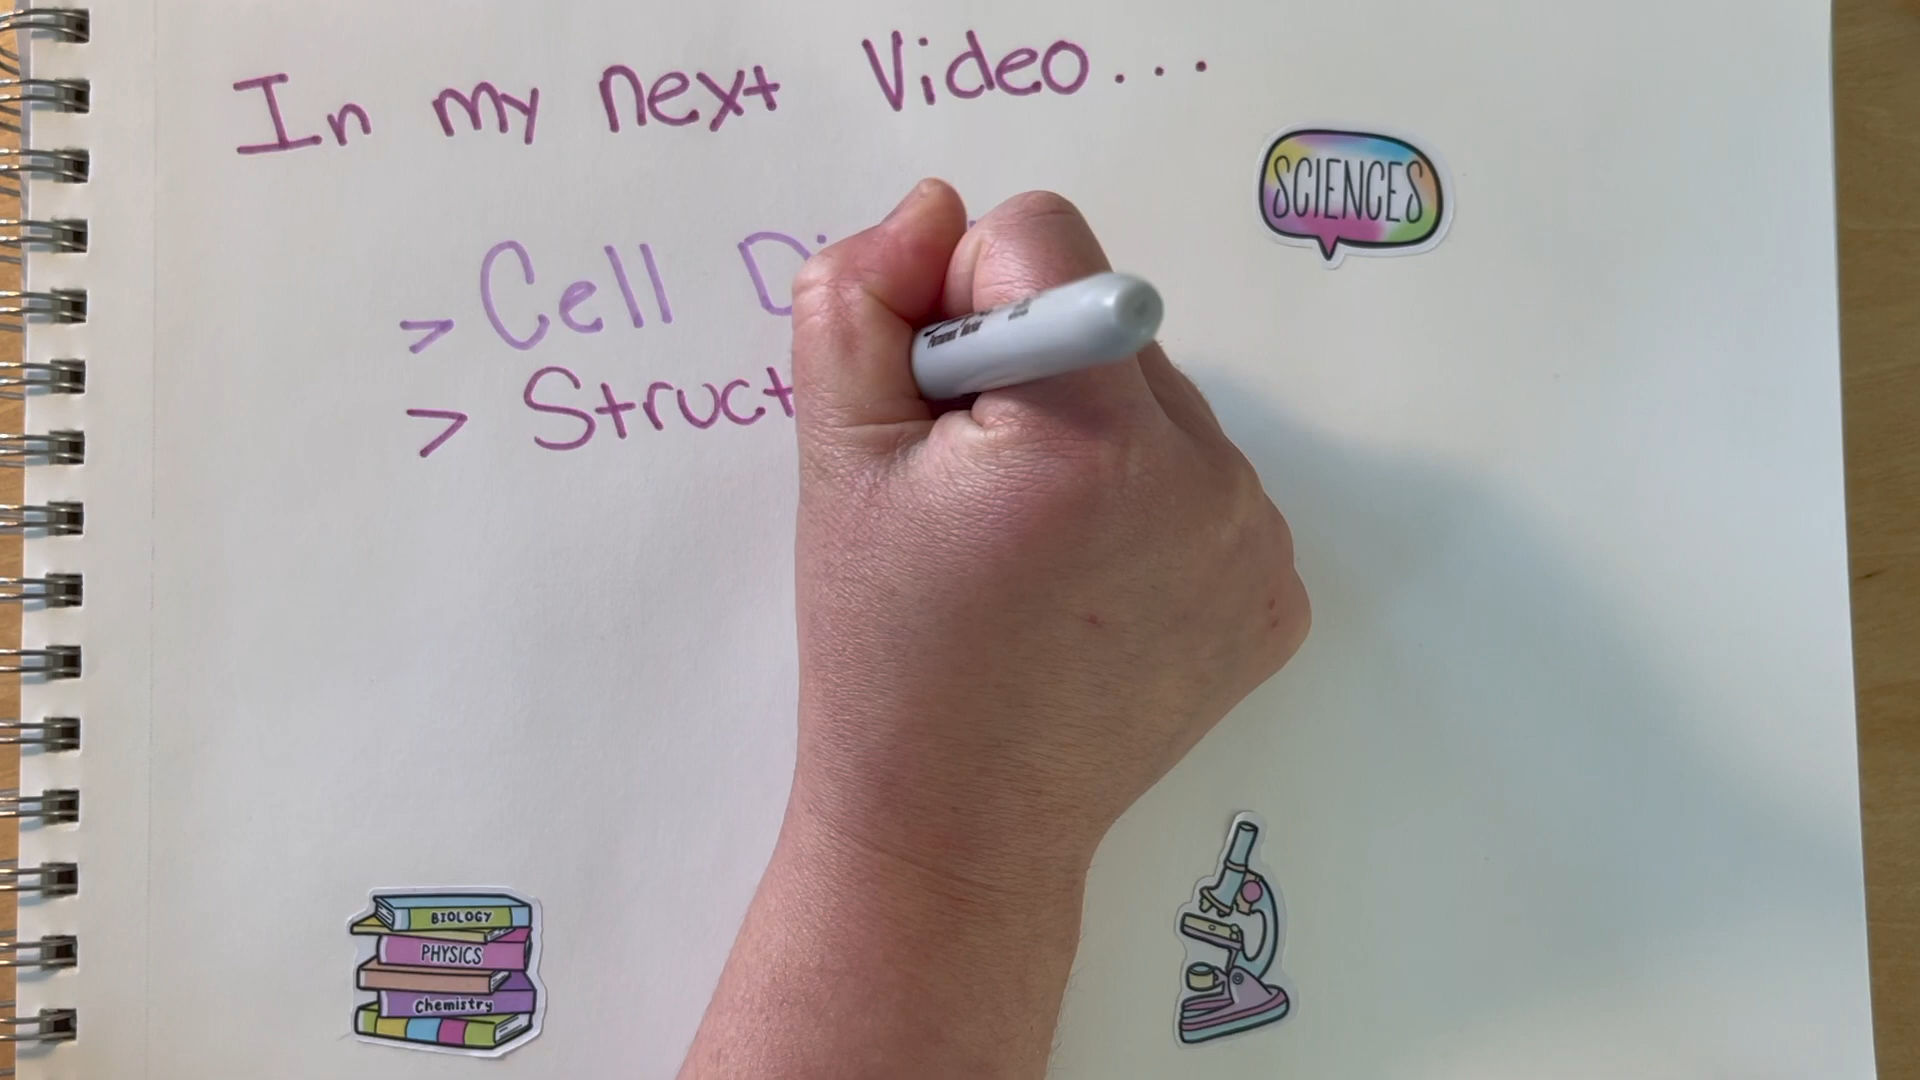 In my next Video...
SCIENCES
> Cell
> Struct
BIOLOGY
PHYSICS
Chemistry